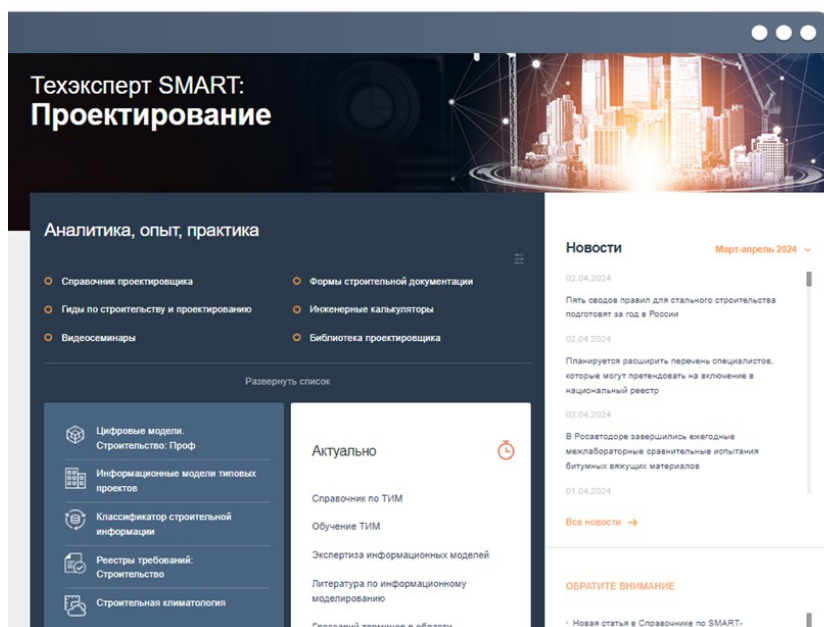 Техэксперт SMART:
Проектирование
Аналитика, опыт, практика
Справочник проектировщика
Гиды по строительству и проектированию
Видеосеминары
Формы строительной документации
Инженерные калькуляторы
Библиотека проектировщика
Развернуть список
Цифровые модели.
Строительство: Проф
Информационные модели типовых
проектов
Классификатор строительной
информации
Реестры требований:
Строительство
Строительная климатология
Актуально
Справочник по ТИМ
Обучение ТИМ
Экспертиза информационных моделей
Литература по информационному
моделированию
Глоссарий терминов в области
Новости
Март-апрель 2024
02.04.2024
Пять сводов правил для стального строительства
подготовят за год в России
02.04.2024
Планируется расширить перечень специалистов,
которые могут претендовать на включение в
национальный реестр
02.04.2024
В Росавтодоре завершились ежегодные
межлабораторные сравнительные испытания
битумных вяжущих материалов
01.04.2024
Все новости →
ОБРАТИТЕ ВНИМАНИЕ
· Новая статья в Справочнике по SMART-